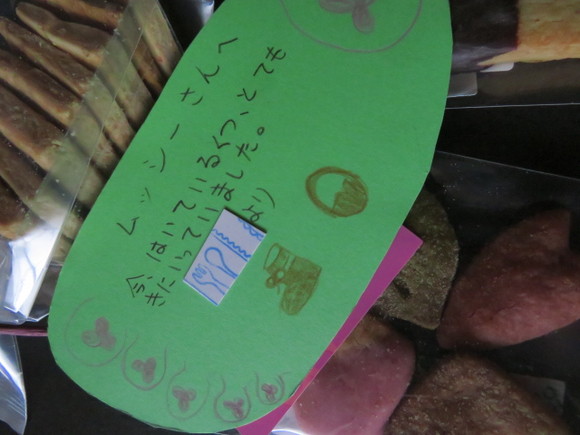 ムッシーさんへ
今、はいているくつ、とても
きにいっていました。
より